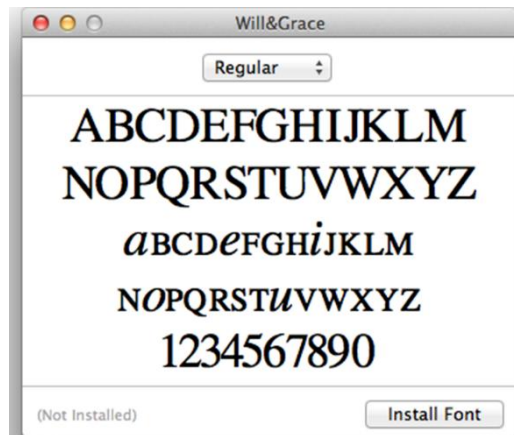 Will&Grace
Regular
ABCDEFGHIJKLM
NOPQRSTUVWXYZ
aBCDeFGHiJKLM
NoPQRSTuVWXYZ
1234567890
(Not Installed)
Install Font